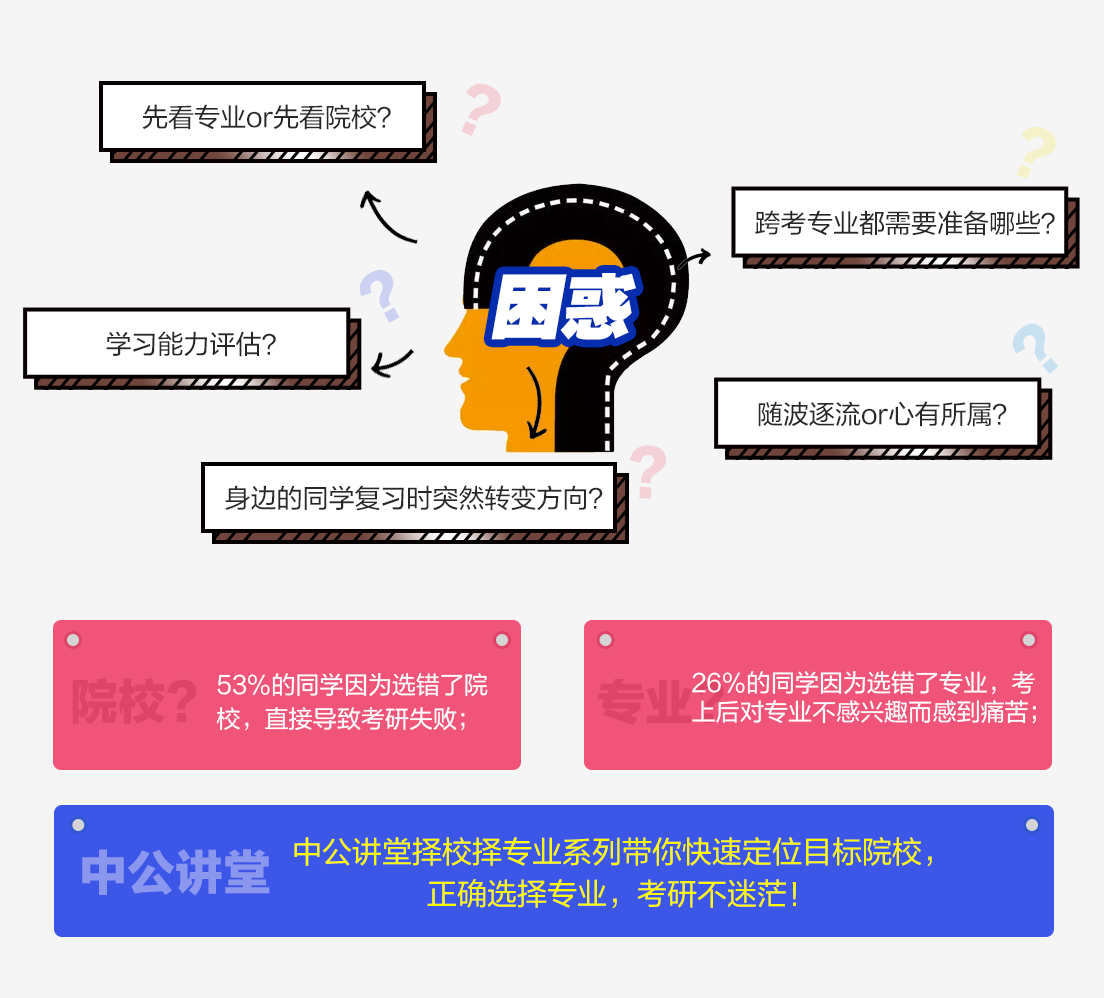 先看专业or先看院校?
跨考专业都需要准备哪些?
困惑
学习能力评估?
随波逐流or心有所属?
身边的同学复习时突然转变方向?
院校?
53%的同学因为选错了院
校，直接导致考研失败；
专业?
26%的同学因为选错了专业，考
上后对专业不感兴趣而感到痛苦；
中公讲堂
中公讲堂择校择专业系列带你快速定位目标院校，
正确选择专业，考研不迷茫！